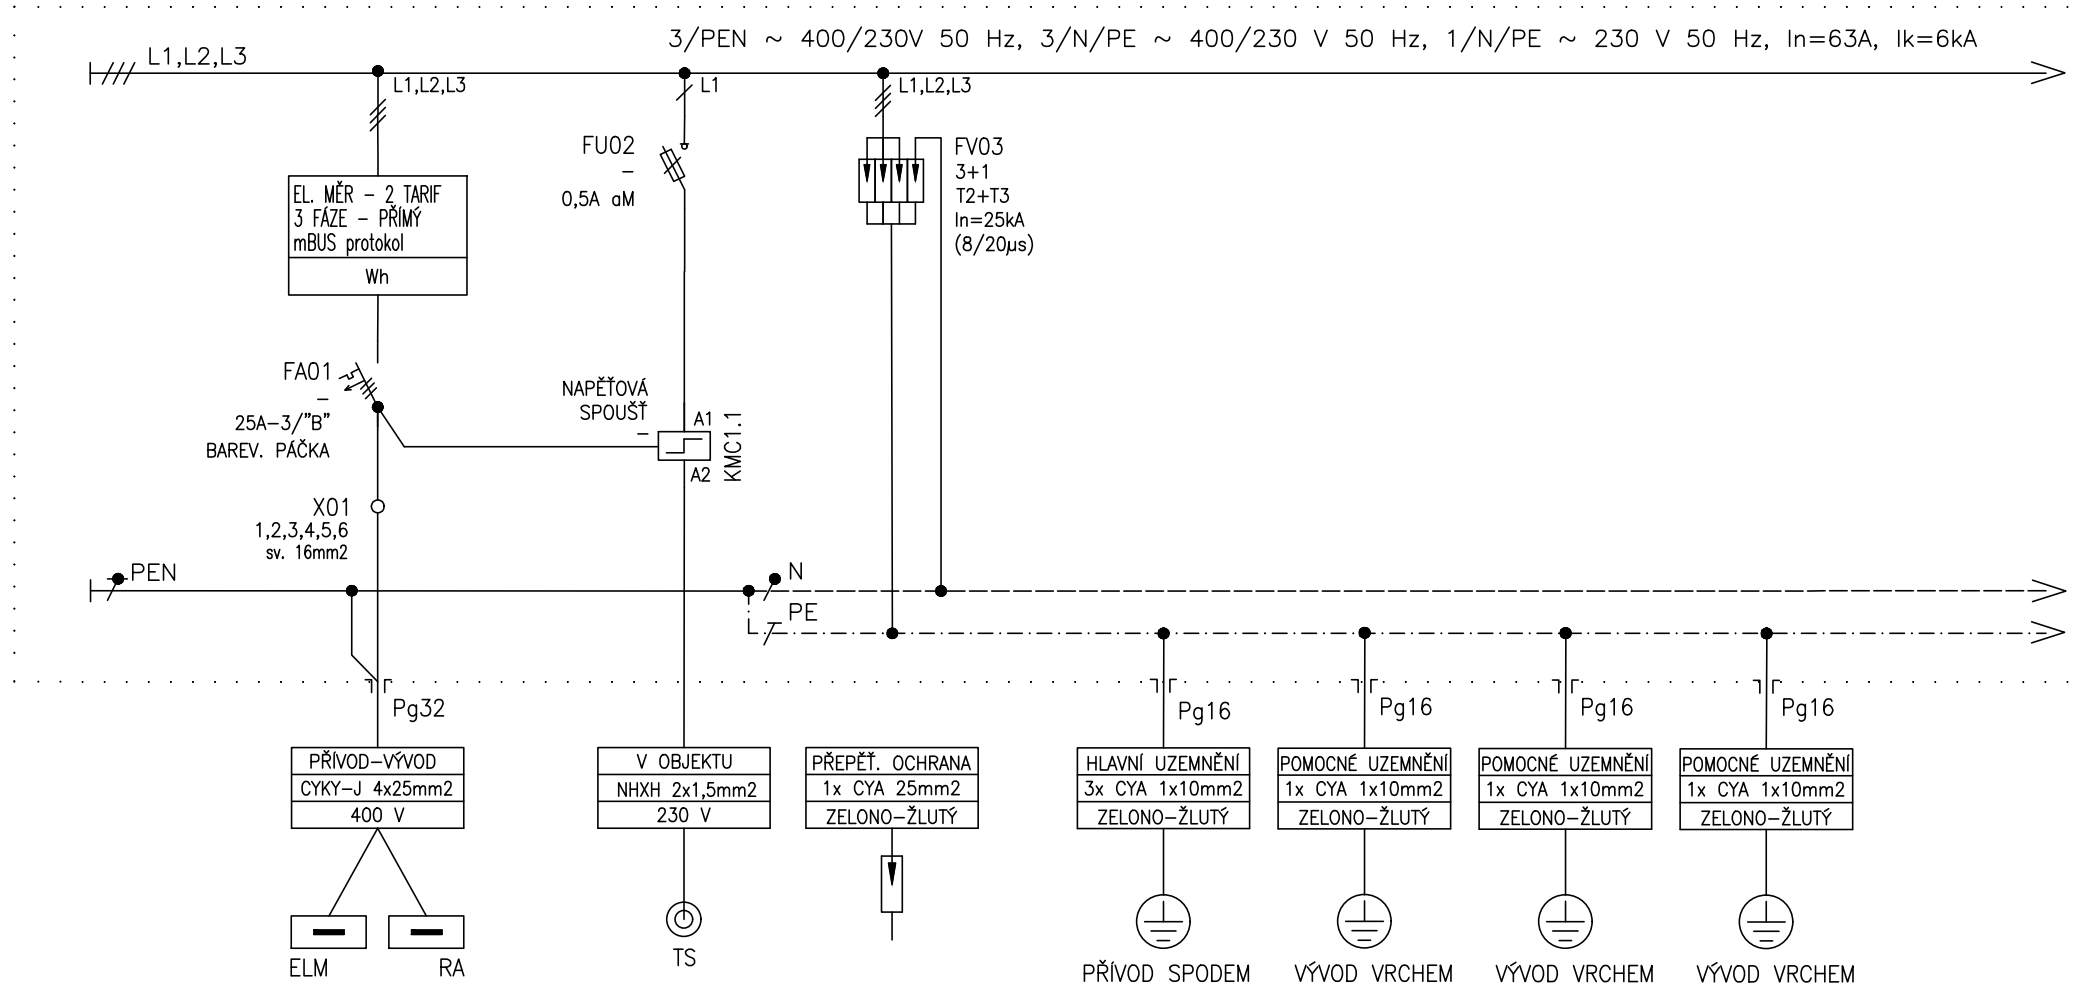 3/PEN ~ 400/230V 50 Hz, 3/N/PE ~ 400/230 V 50 Hz, 1/N/PE ~ 230 V 50 Hz, In=63A, Ik=6kA
L1,L2,L3
L1,L2,L3
L1
L1,L2,L3
EL. MĚR - 2 TARIF
3 FÁZE - PŘÍMÝ
mBUS protokol
Wh
FU02
-
0,5A aM
FV03
3+1
T2+T3
In=25kA
(8/20µs)
FA01
-
25A-3/"B"
BAREV. PÁČKA
NAPĚŤOVÁ
SPOUŠŤ
-
A1
A2
KMC1.1
X01
1,2,3,4,5,6
sv. 16mm2
PEN
N
PE
Pg32
Pg16
Pg16
Pg16
Pg16
PŘÍVOD-VÝVOD
CYKY-J 4x25mm2
400 V
ELM
RA
V OBJEKTU
NHXH 2x1,5mm2
230 V
TS
PŘEPĚŤ. OCHRANA
1x CYA 25mm2
ZELONO-ŽLUTÝ
HLAVNÍ UZEMNĚNÍ
3x CYA 1x10mm2
ZELONO-ŽLUTÝ
PŘÍVOD SPODEM
POMOCNÉ UZEMNĚNÍ
1x CYA 1x10mm2
ZELONO-ŽLUTÝ
VÝVOD VRCHEM
POMOCNÉ UZEMNĚNÍ
1x CYA 1x10mm2
ZELONO-ŽLUTÝ
VÝVOD VRCHEM
POMOCNÉ UZEMNĚNÍ
1x CYA 1x10mm2
ZELONO-ŽLUTÝ
VÝVOD VRCHEM